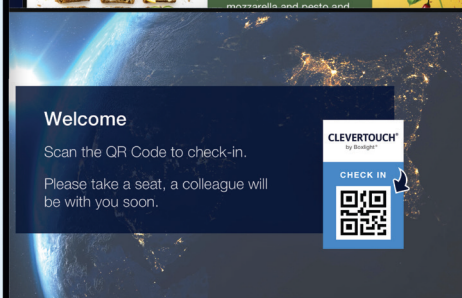 mozzarella and pesto and
Welcome
Scan the QR Code to check-in.
Please take a seat, a colleague will
be with you soon.
CLEVERTOUCH®
by Boxlight®
CHECK IN